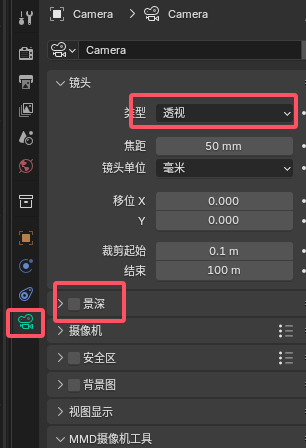 Camera > Camera
Camera
镜头
类型 透视
焦距 50 mm
镜头单位 毫米
移位 X 0.000
Y 0.000
裁剪起始 0.1 m
结束 100 m
景深
摄像机
安全区
背景图
视图显示
MMD摄像机工具